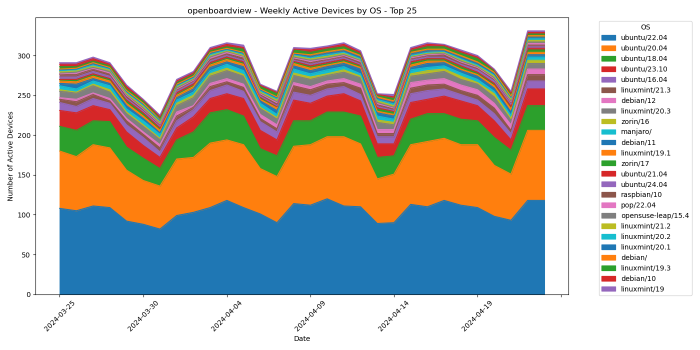 openboardview - Weekly Active Devices by OS - Top 25
Number of Active Devices
300
250
200
150
100
50
0
2024-03-25
2024-03-30
2024-04-04
2024-04-09
2024-04-14
2024-04-19
Date
OS
ubuntu/22.04
ubuntu/20.04
ubuntu/18.04
ubuntu/23.10
ubuntu/16.04
linuxmint/21.3
debian/12
linuxmint/20.3
zorin/16
manjaro/
debian/11
linuxmint/19.1
zorin/17
ubuntu/21.04
ubuntu/24.04
raspbian/10
pop/22.04
opensuse-leap/15.4
linuxmint/21.2
linuxmint/20.2
linuxmint/20.1
debian/
linuxmint/19.3
debian/10
linuxmint/19